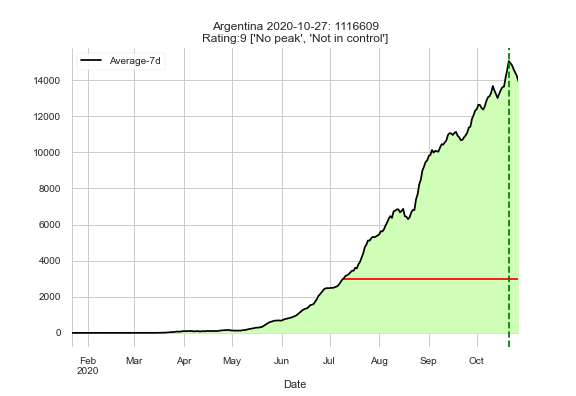 Argentina 2020-10-27: 1116609
Rating:9 ['No peak', 'Not in control']
Average-7d
14000
12000
10000
8000
6000
4000
2000
0
Feb Mar Apr May Jun Jul Aug Sep Oct
2020
Date